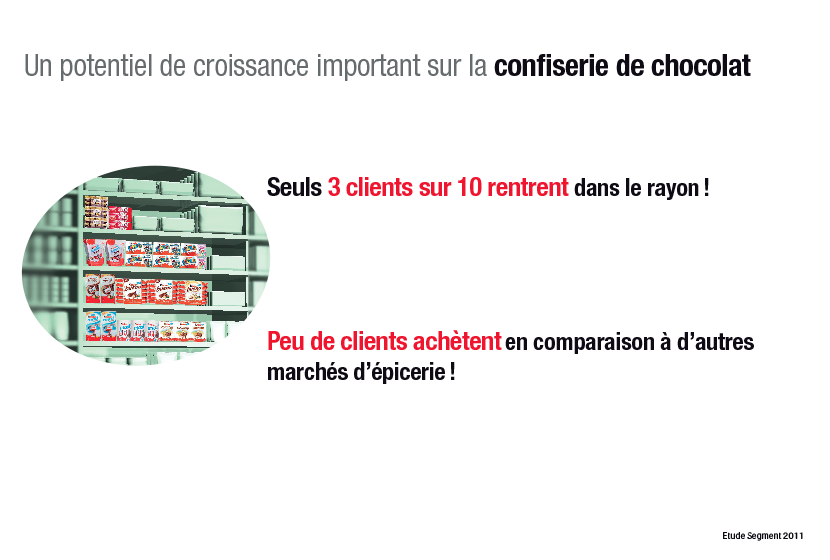 Un potentiel de croissance important sur la confiserie de chocolat
Seuls 3 clients sur 10 rentrent dans le rayon !
Peu de clients achètent en comparaison à d’autres
marchés d’épicerie !
Etude Segment 2011